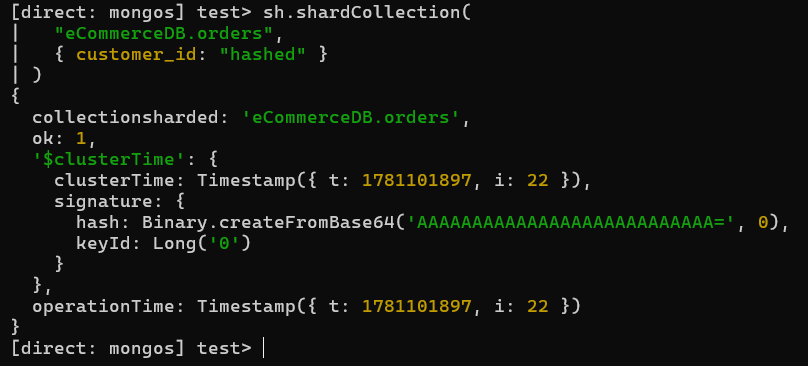 [direct: mongos] test> sh.shardCollection(
|   "eCommerceDB.orders",
|   { customer_id: "hashed" }
| )
{
  collectionsharded: 'eCommerceDB.orders',
  ok: 1,
  '$clusterTime': {
    clusterTime: Timestamp({ t: 1781101897, i: 22 }),
    signature: {
      hash: Binary.createFromBase64('AAAAAAAAAAAAAAAAAAAAAAAAAAA=', 0),
      keyId: Long('0')
    }
  },
  operationTime: Timestamp({ t: 1781101897, i: 22 })
}
[direct: mongos] test>